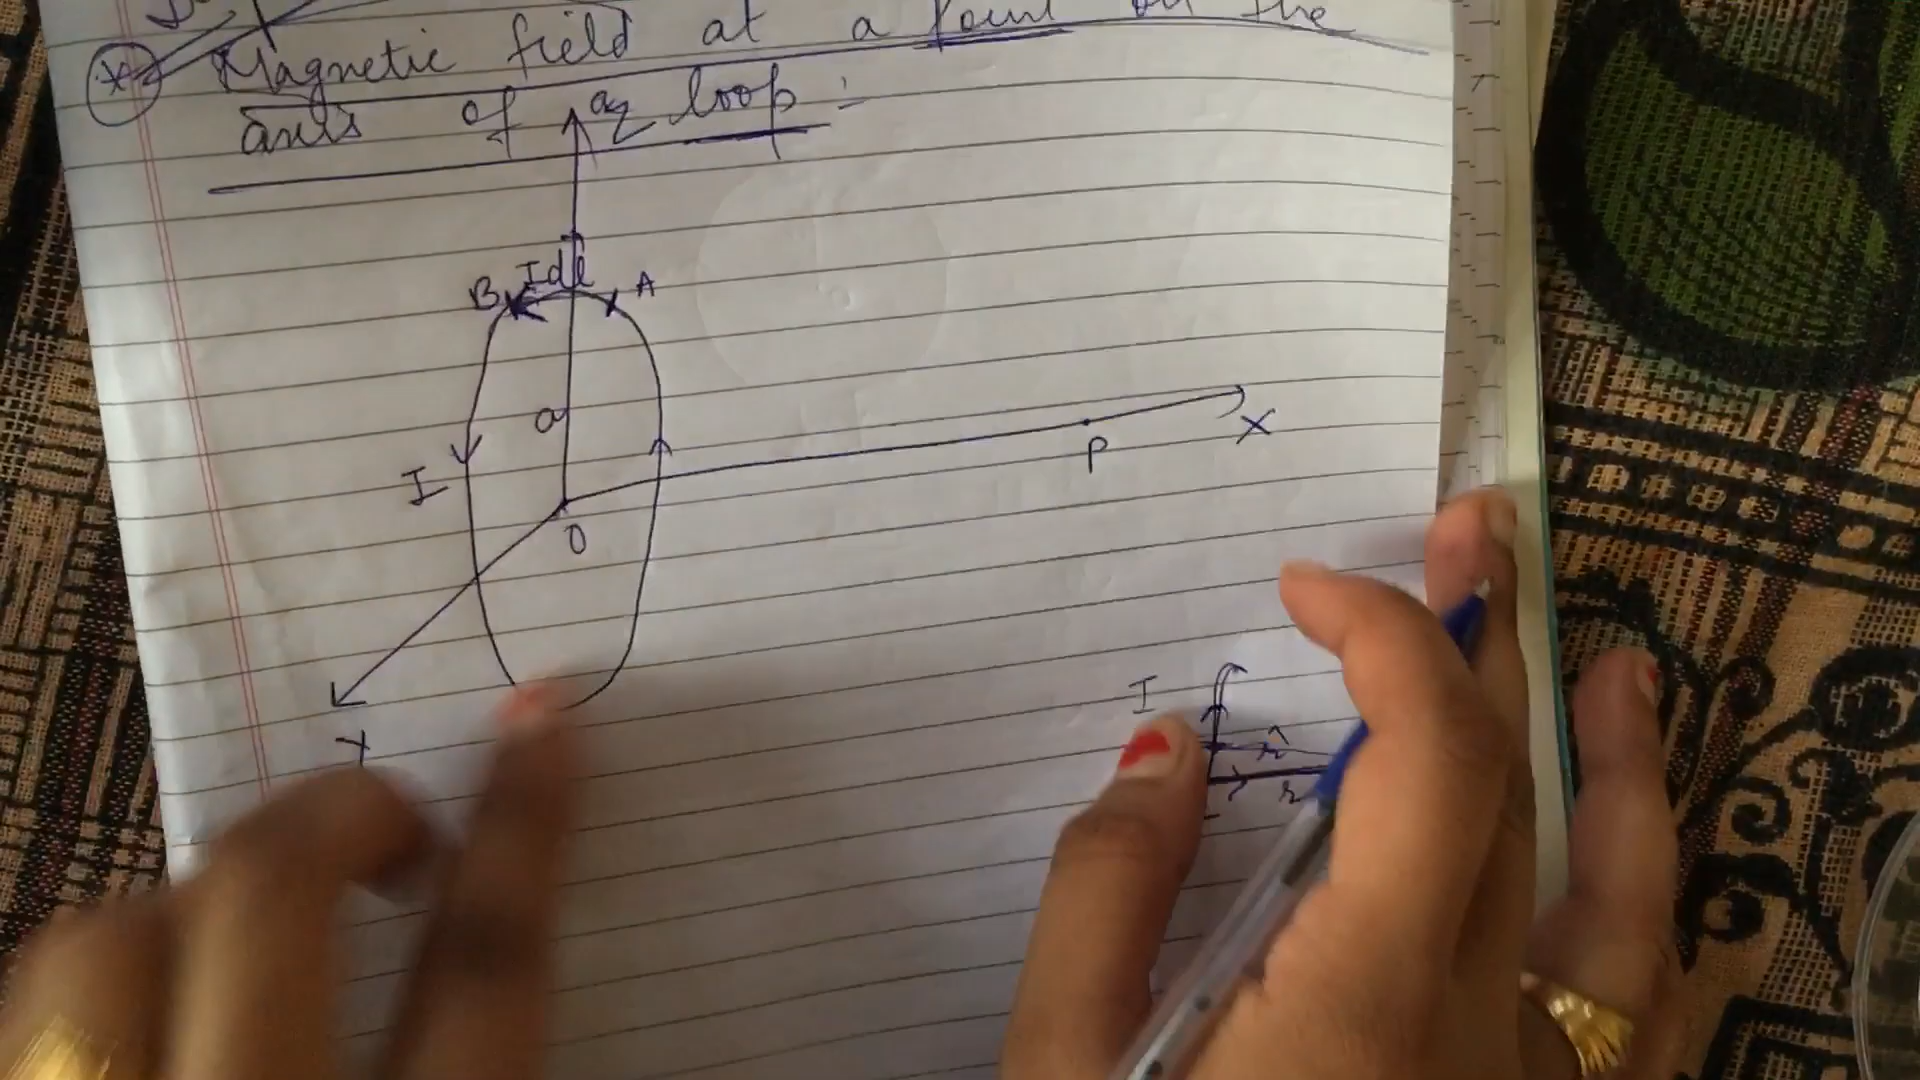 Magnetic field at a point on the
axis of a loop :
B Idl A
a
I
P
X
O
Y
I
r̂
r